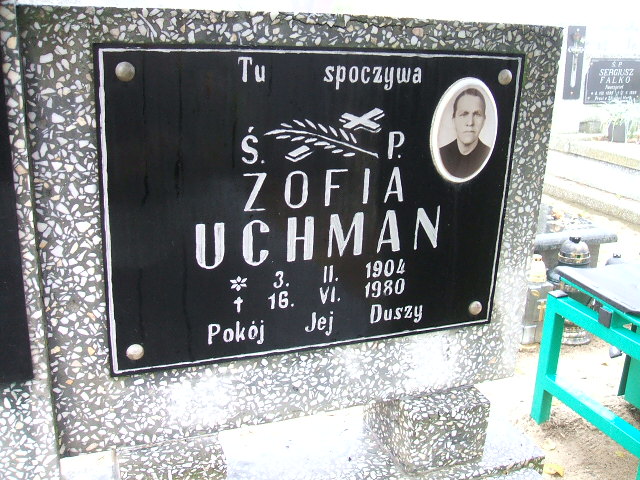 Tu spoczywa
Ś. P.
ZOFIA
UCHMAN
* 3. II. 1904
† 16. VI. 1980
Pokój Jej Duszy
Ś P
SERGIUSZ
FALKO